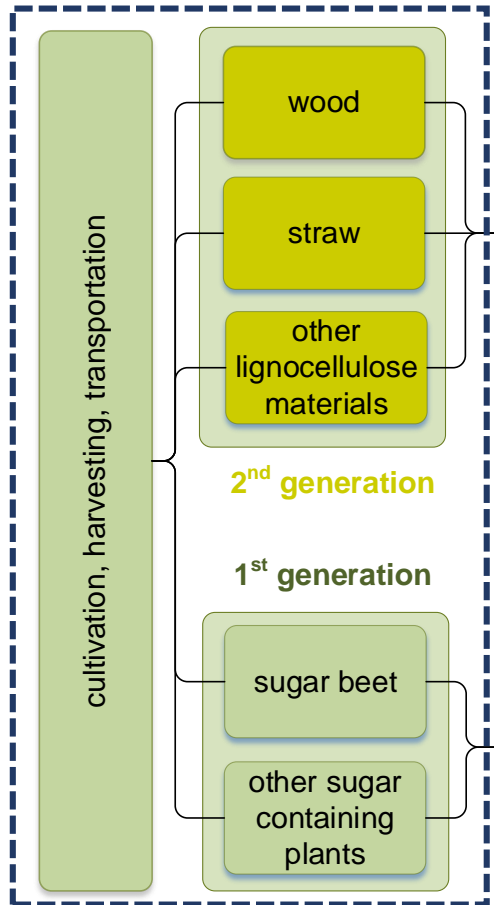 cultivation, harvesting, transportation
wood
straw
other
lignocellulose
materials
2nd generation
1st generation
sugar beet
other sugar
containing
plants